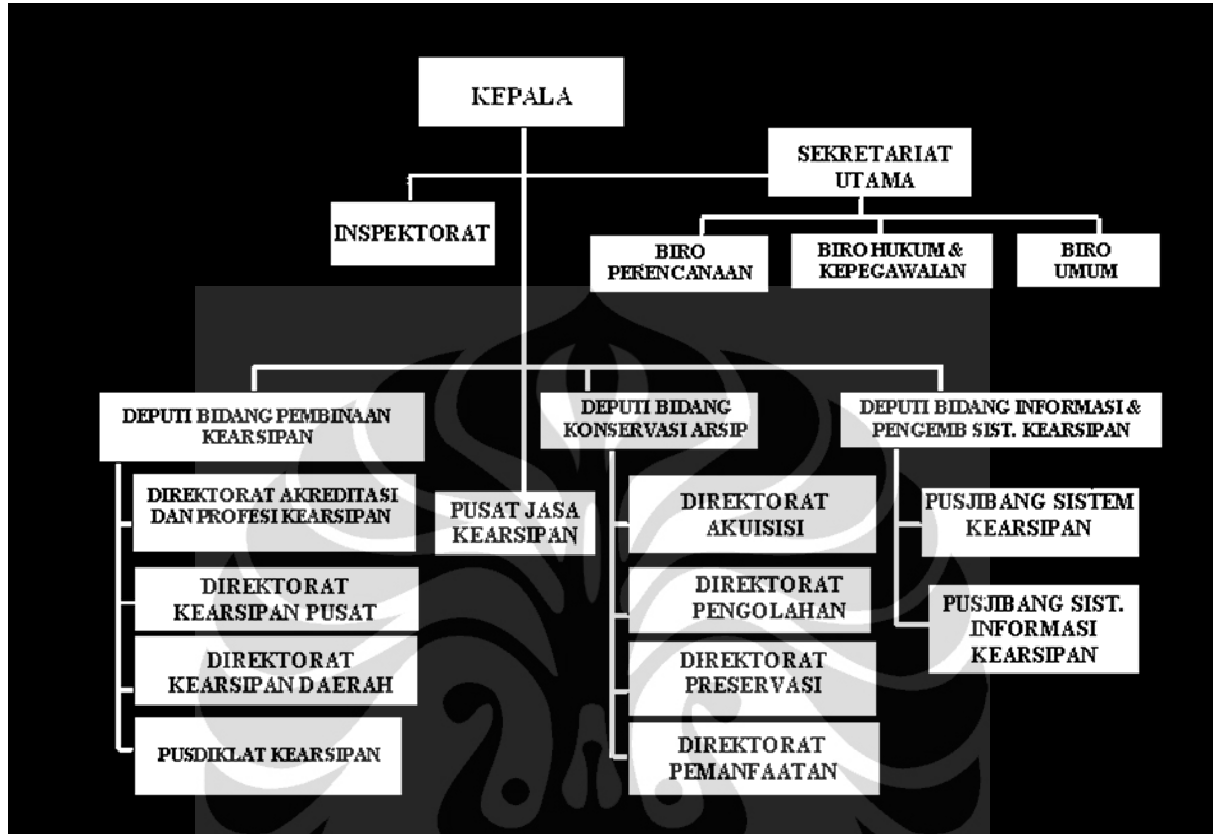 KEPALA
SEKRETARIAT
UTAMA
INSPEKTORAT
BIRO
PERENCANAAN
BIRO HUKUM &
KEPEGAWAIAN
BIRO
UMUM
DEPUTI BIDANG PEMBINAAN
KEARSIPAN
DEPUTI BIDANG
KONSERVASI ARSIP
DEPUTI BIDANG INFORMASI &
PENGEMB SIST. KEARSIPAN
DIREKTORAT AKREDITASI
DAN PROFESI KEARSIPAN
DIREKTORAT
KEARSIPAN PUSAT
DIREKTORAT
KEARSIPAN DAERAH
PUSDIKLAT KEARSIPAN
PUSAT JASA
KEARSIPAN
DIREKTORAT
AKUISISI
DIREKTORAT
PENGOLAHAN
DIREKTORAT
PRESERVASI
DIREKTORAT
PEMANFAATAN
PUSJIBANG SISTEM
KEARSIPAN
PUSJIBANG SIST.
INFORMASI
KEARSIPAN